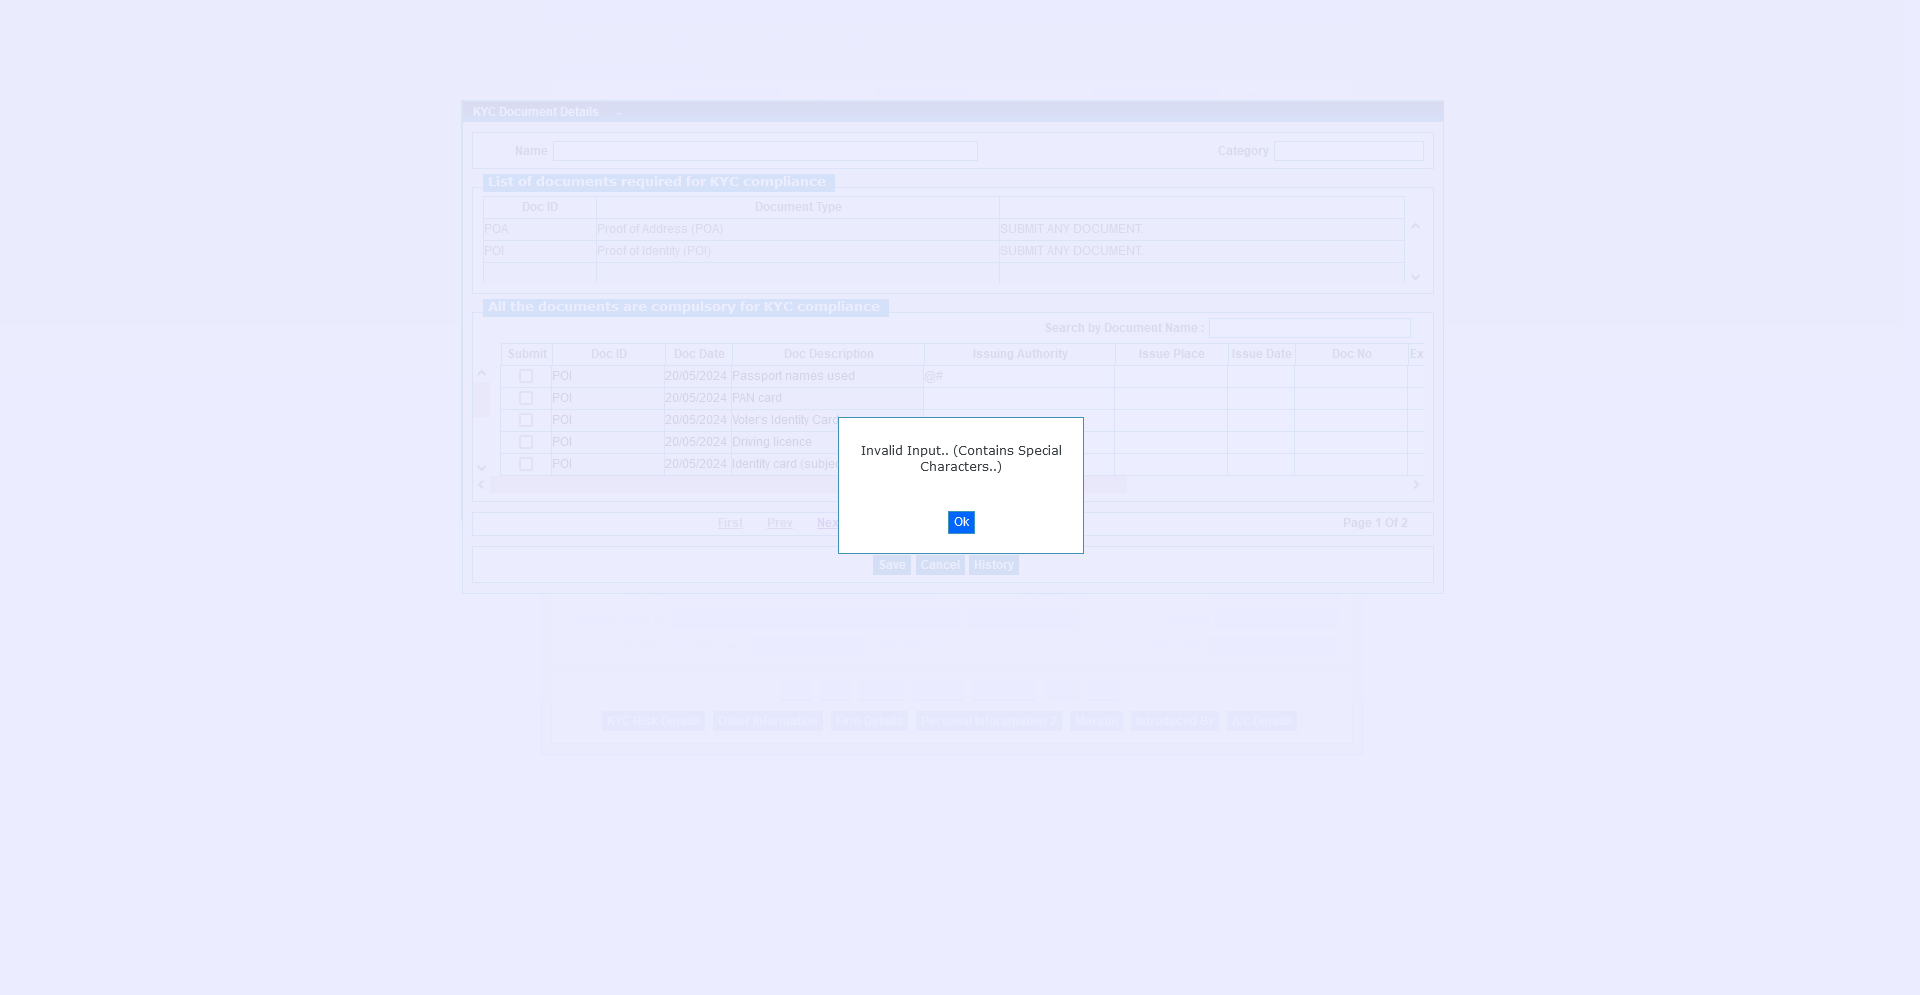 KYC Document Details -
Name
Category
List of documents required for KYC compliance
Doc ID Document Type
POA Proof of Address (POA) SUBMIT ANY DOCUMENT.
POI Proof of Identity (POI) SUBMIT ANY DOCUMENT.
All the documents are compulsory for KYC compliance
Search by Document Name :
Submit Doc ID Doc Date Doc Description Issuing Authority Issue Place Issue Date Doc No Ex
POI 20/05/2024 Passport names used @#
POI 20/05/2024 PAN card
POI 20/05/2024 Voter's Identity Card
POI 20/05/2024 Driving licence
POI 20/05/2024 Identity card (subje
Invalid Input.. (Contains Special
Characters..)
Ok
First Prev Nex Page 1 Of 2
Save Cancel History
KYC Risk Details Other Information Firm Details Personal Information 2 Introduced By A/c Details